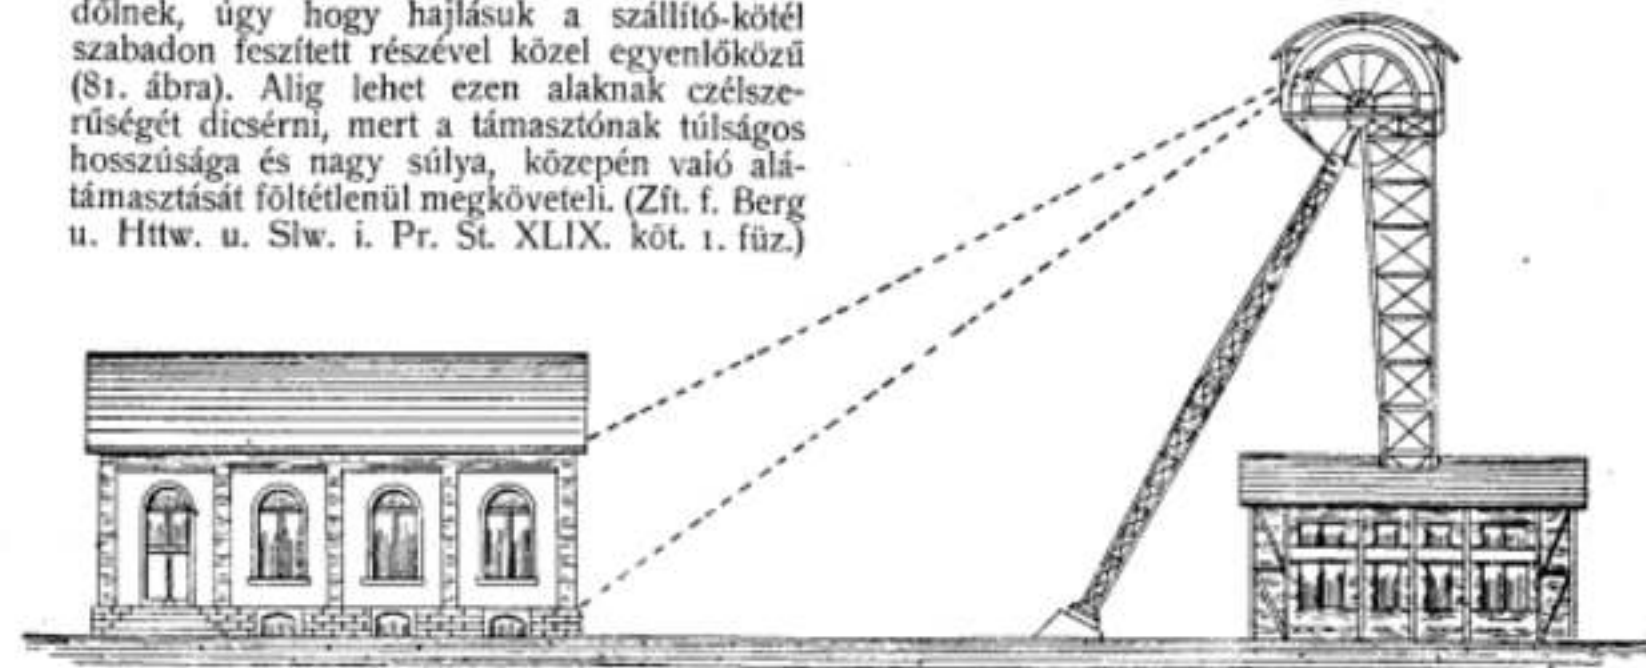 dőlnek, úgy hogy hajlásuk a szállító-kötél
szabadon feszített részével közel egyenlőközű
(81. ábra). Alig lehet ezen alaknak czélsze-
rűségét dicsérni, mert a támasztónak túlságos
hosszúsága és nagy súlya, közepén való alá-
támasztását föltétlenül megköveteli. (Zft. f. Berg
u. Httw. u. Slw. i. Pr. St. XLIX. köt. 1. füz.)